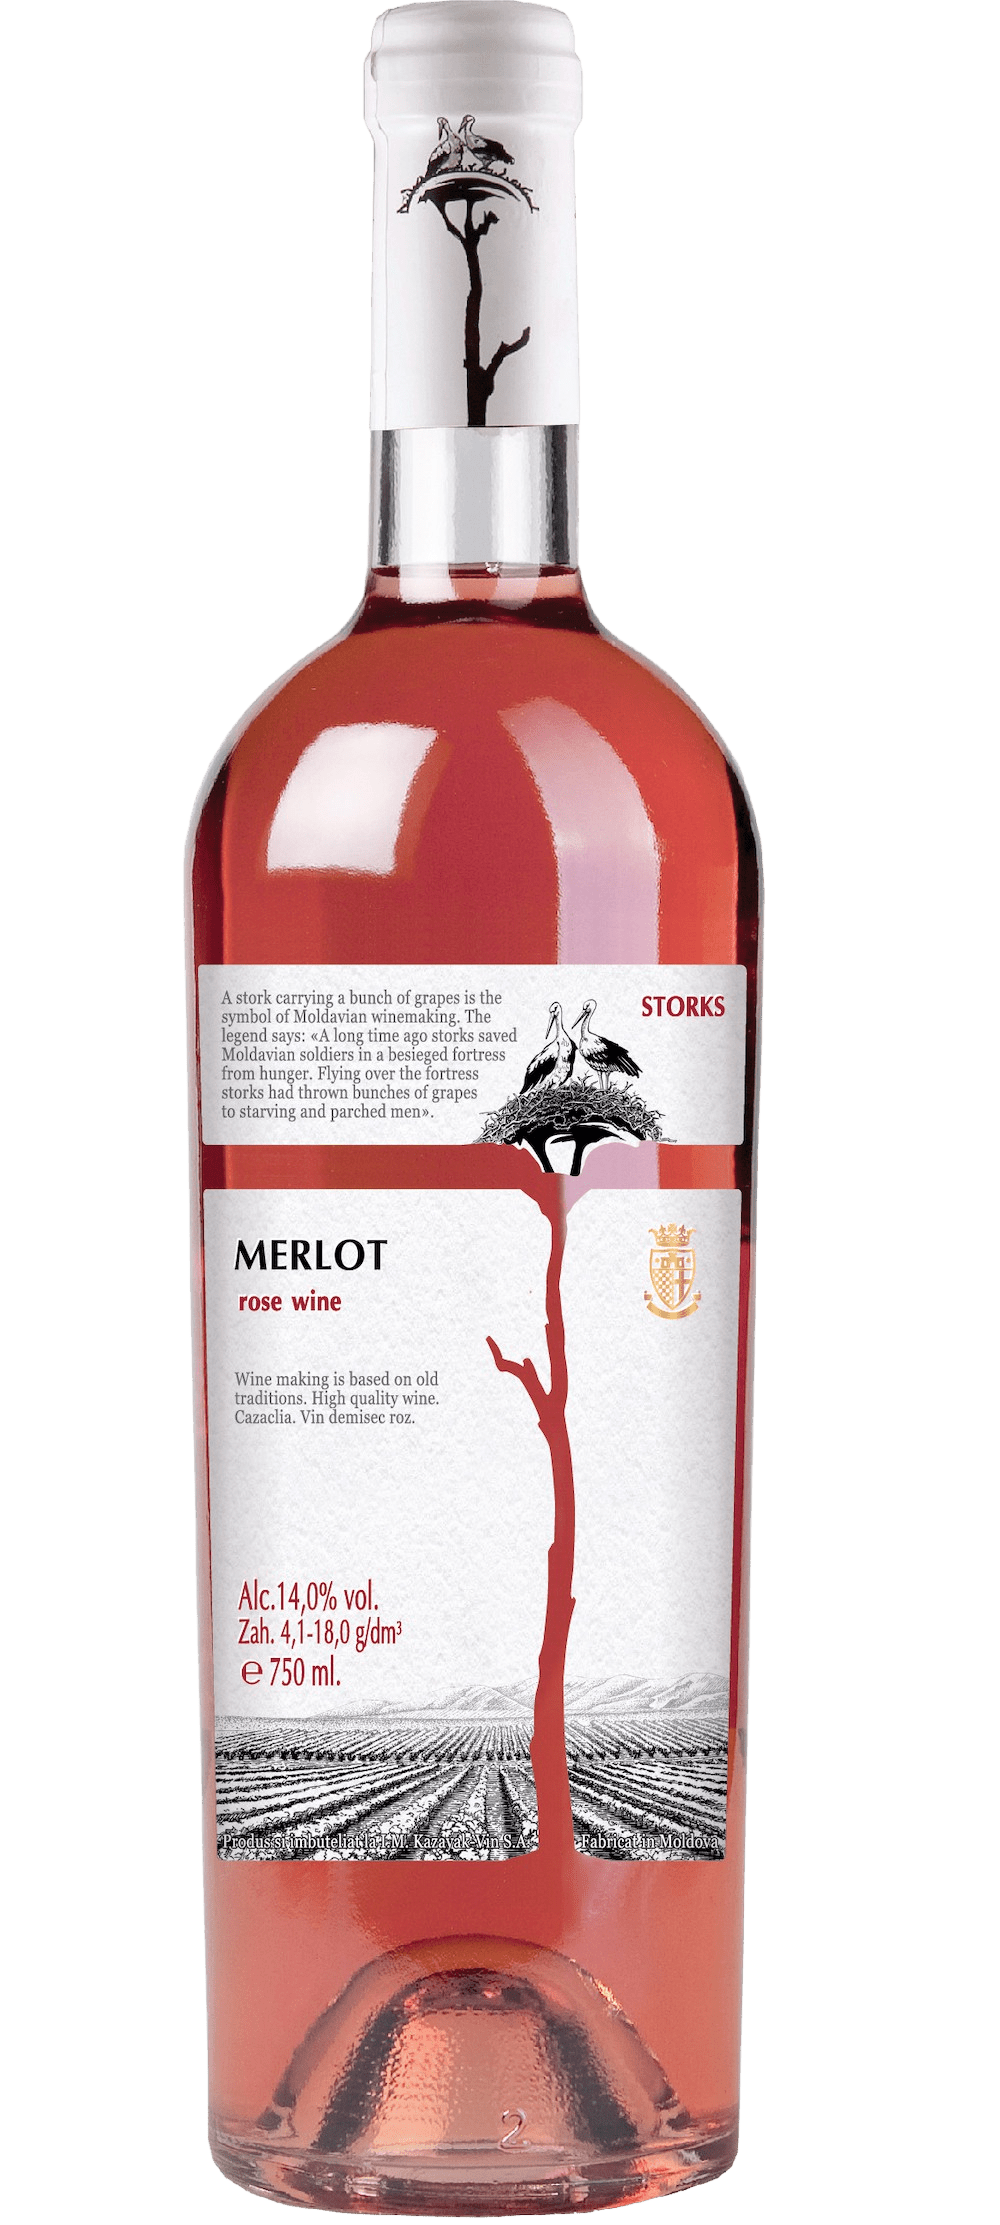 A stork carrying a bunch of grapes is the
symbol of Moldavian winemaking. The
legend says: «A long time ago storks saved
Moldavian soldiers in a besieged fortress
from hunger. Flying over the fortress
storks had thrown bunches of grapes
to starving and parched men».
STORKS
MERLOT
rose wine
Wine making is based on old
traditions. High quality wine.
Cazaclia. Vin demisec roz.
Alc.14,0% vol.
Zah. 4,1-18,0 g/dm³
℮ 750 ml.
Produs si imbuteliat la I.M. Kazayak-Vin S.A. Fabricat in Moldova
2